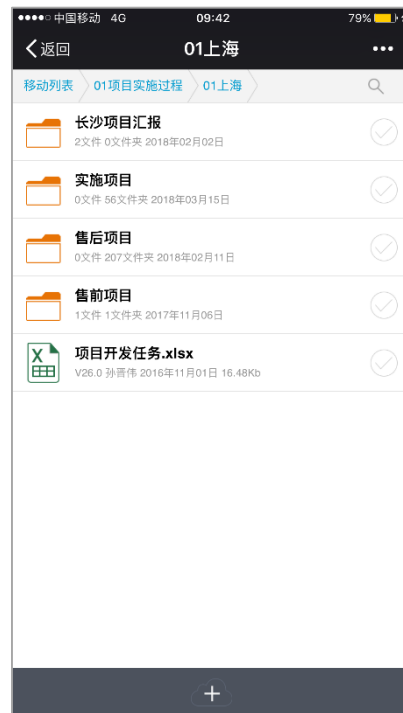 中国移动 4G 09:42 79%
返回 01上海
移动列表 01项目实施过程 01上海
长沙项目汇报
2文件 0文件夹 2018年02月02日
实施项目
0文件 56文件夹 2018年03月15日
售后项目
0文件 207文件夹 2018年02月11日
售前项目
1文件 1文件夹 2017年11月06日
项目开发任务.xlsx
V26.0 孙晋伟 2016年11月01日 16.48Kb